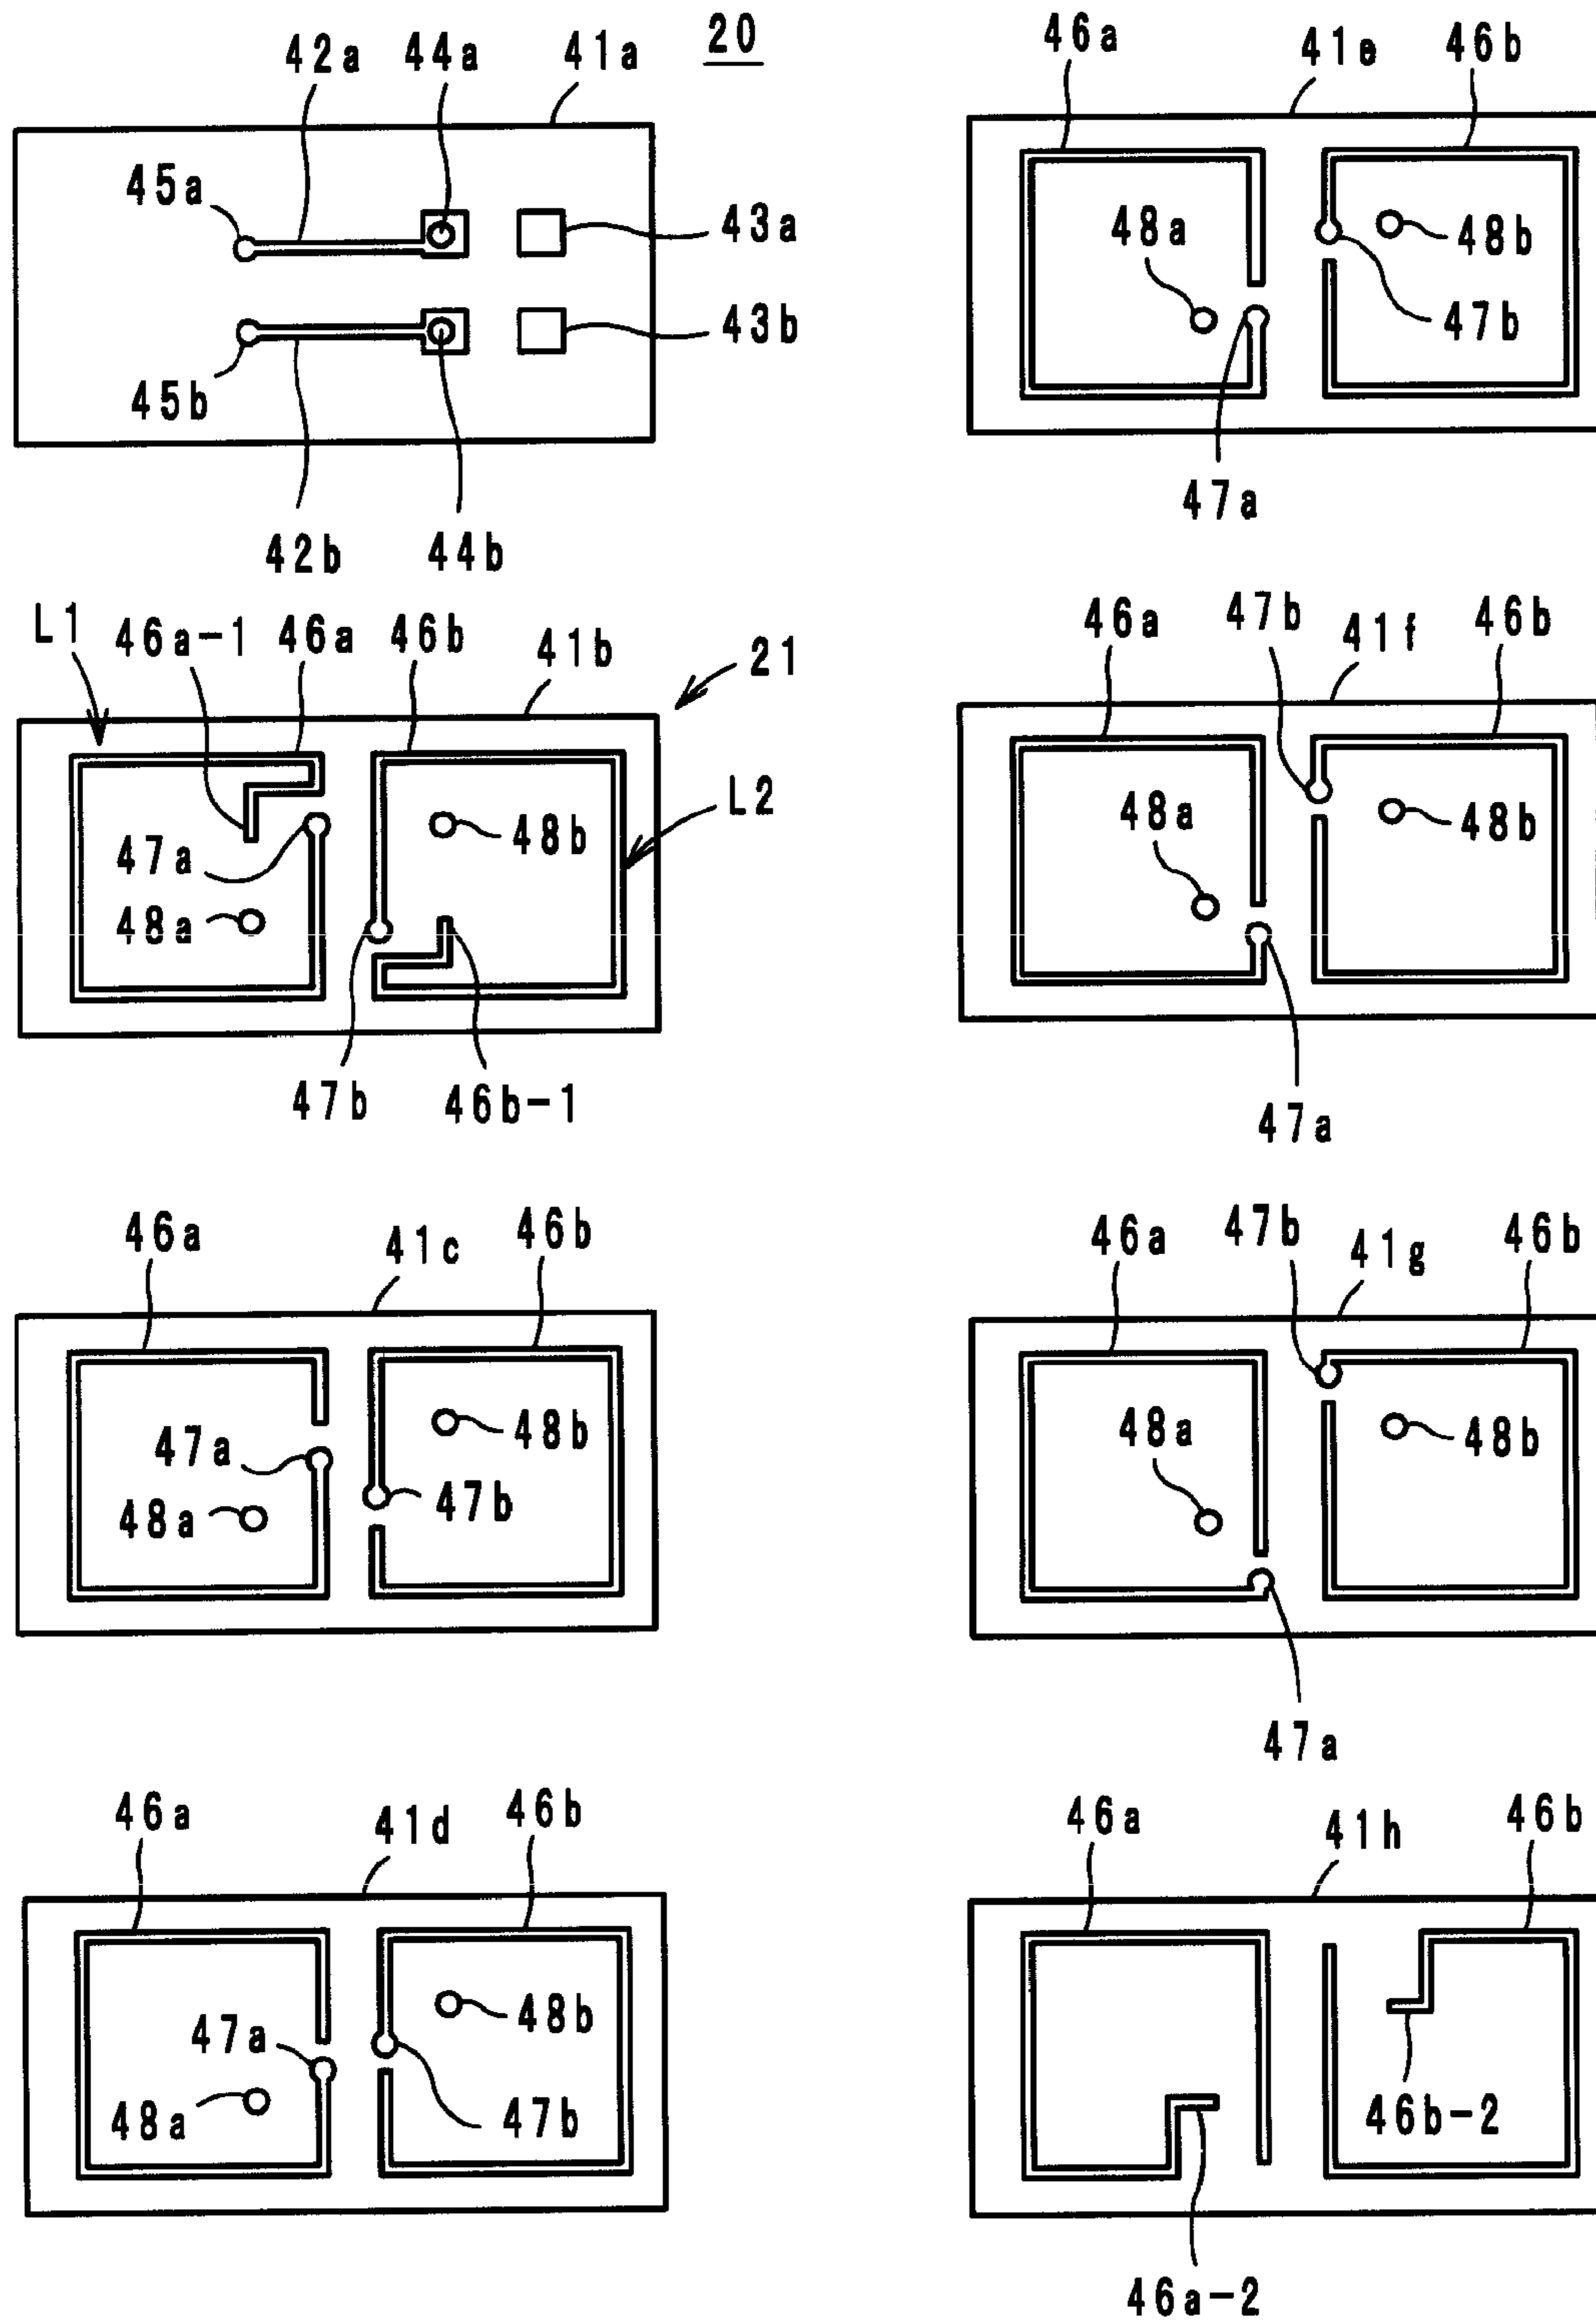 20
42a 44a 41a
45a
43a
43b
45b
42b 44b
46a 41e 46b
48a 48b
47b
47a
L1 46a-1 46a 46b 41b 21
L2
47a 48b
48a
47b 46b-1
46a 47b 41f 46b
48a 48b
47a
46a 41c 46b
48b
47a 47b
48a
46a 47b 41g 46b
48a 48b
47a
46a 41d 46b
48b
47a
48a 47b
46a 41h 46b
46b-2
46a-2